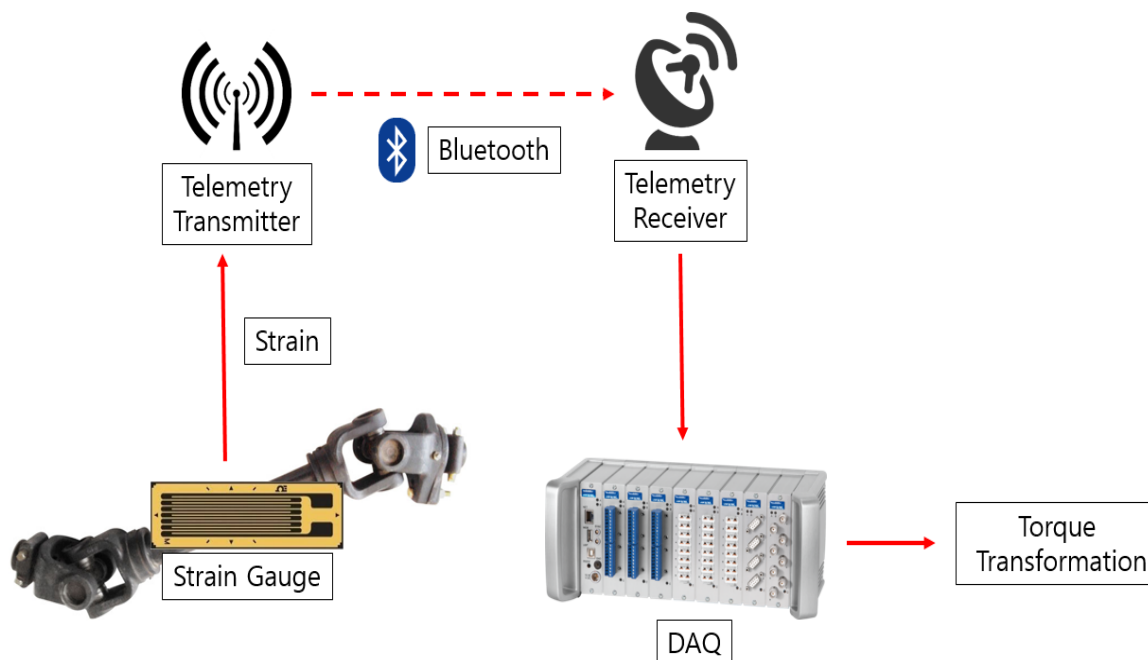 Telemetry
Transmitter
Bluetooth
Telemetry
Receiver
Strain
Strain Gauge
DAQ
Torque
Transformation